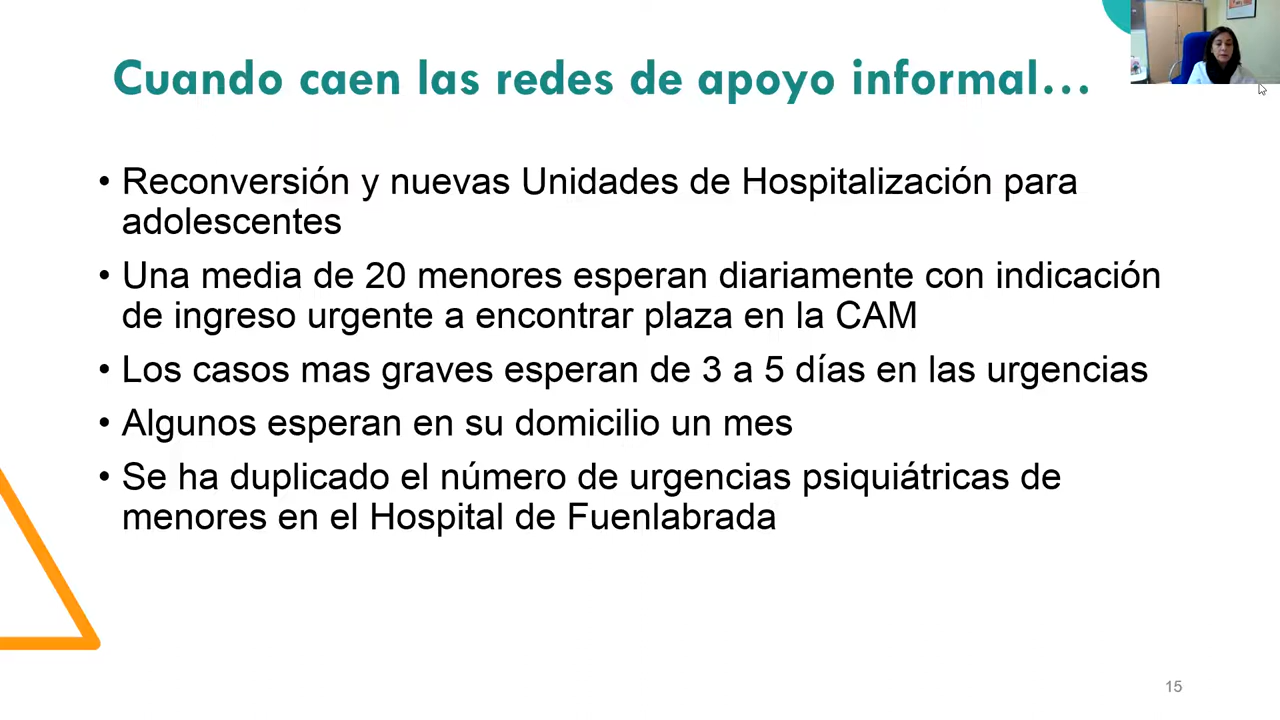 Cuando caen las redes de apoyo informal…
• Reconversión y nuevas Unidades de Hospitalización para
adolescentes
• Una media de 20 menores esperan diariamente con indicación
de ingreso urgente a encontrar plaza en la CAM
• Los casos mas graves esperan de 3 a 5 días en las urgencias
• Algunos esperan en su domicilio un mes
• Se ha duplicado el número de urgencias psiquiátricas de
menores en el Hospital de Fuenlabrada
15